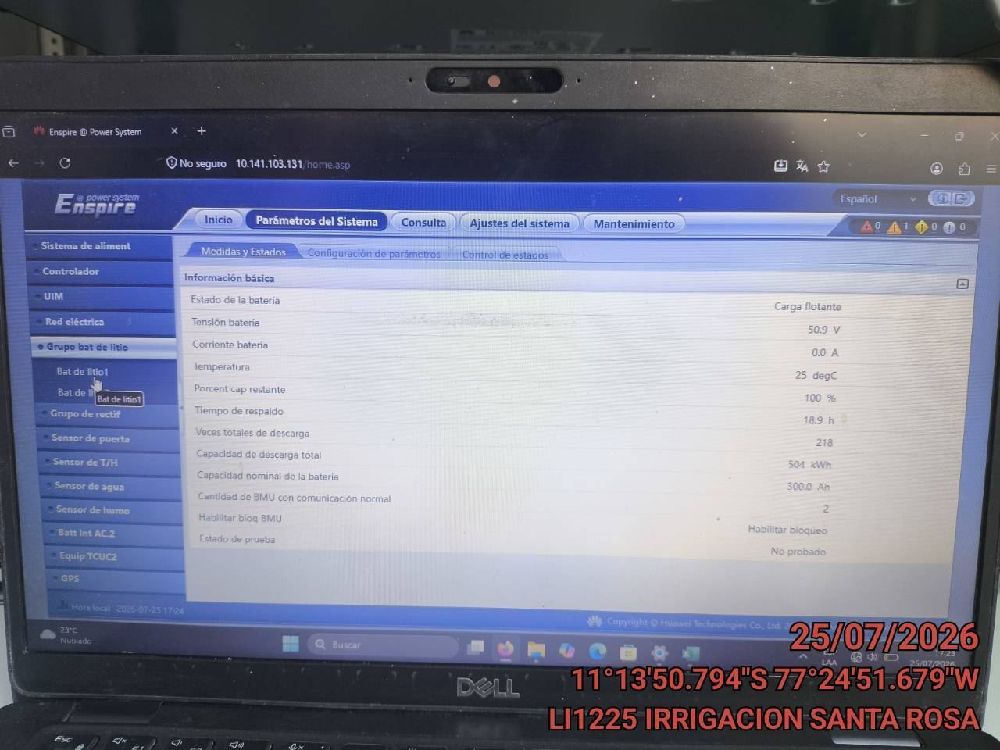 Enspire @ Power System
No seguro 10.141.103.131/home.asp
@ power system
Enspire
Español
Inicio
Parámetros del Sistema
Consulta
Ajustes del sistema
Mantenimiento
0 1 0 0
Sistema de aliment
Controlador
UIM
Red eléctrica
Grupo bat de litio
Bat de litio1
Bat de li
Bat de litio1
Grupo de rectif
Sensor de puerta
Sensor de T/H
Sensor de agua
Sensor de humo
Batt Int AC.2
Equip TCUC2
GPS
Hora local 2026-07-25 17:24
Medidas y Estados
Configuración de parámetros
Control de estados
Información básica
Estado de la batería Carga flotante
Tensión batería 50.9 V
Corriente batería 0.0 A
Temperatura 25 degC
Porcent cap restante 100 %
Tiempo de respaldo 18.9 h
Veces totales de descarga 218
Capacidad de descarga total 504 kWh
Capacidad nominal de la batería 300.0 Ah
Cantidad de BMU con comunicación normal 2
Habilitar bloq BMU Habilitar bloqueo
Estado de prueba No probado
Copyright © Huawei Technologies Co., Ltd.
23°C
Nublado
Buscar
LAA
17:23
25/07/2026
DELL
Esc
F1
25/07/2026
11°13'50.794"S 77°24'51.679"W
LI1225 IRRIGACION SANTA ROSA